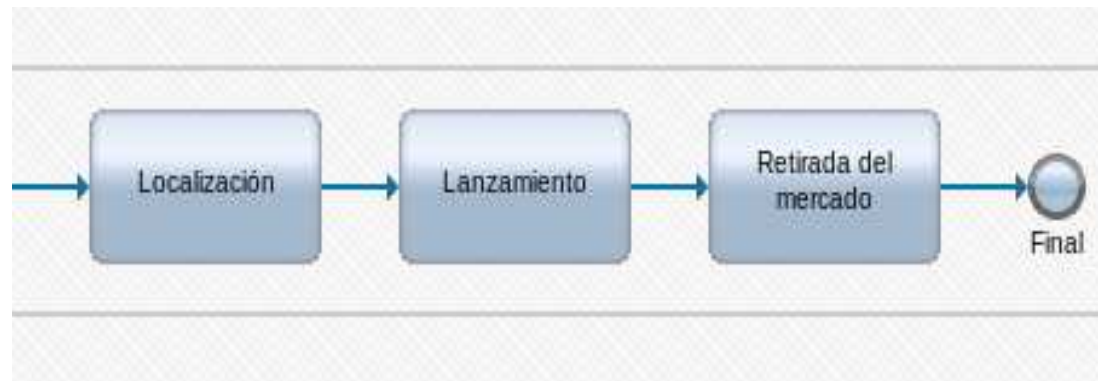 Localización
Lanzamiento
Retirada del
mercado
Final